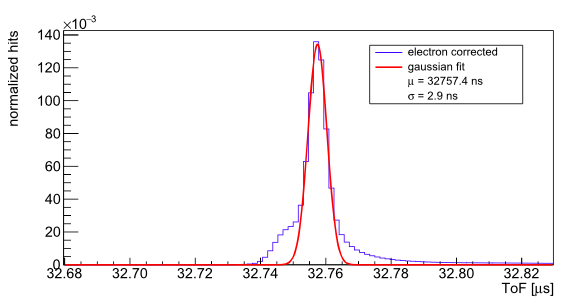 ×10⁻³
normalized hits
140
120
100
80
60
40
20
0
electron corrected
gaussian fit
μ = 32757.4 ns
σ = 2.9 ns
32.68 32.70 32.72 32.74 32.76 32.78 32.80 32.82
ToF [μs]